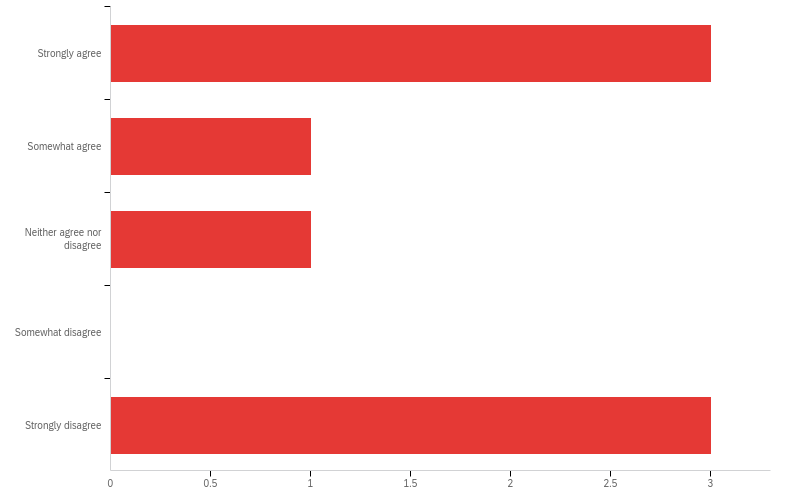 Strongly agree
Somewhat agree
Neither agree nor
disagree
Somewhat disagree
Strongly disagree
0 0.5 1 1.5 2 2.5 3